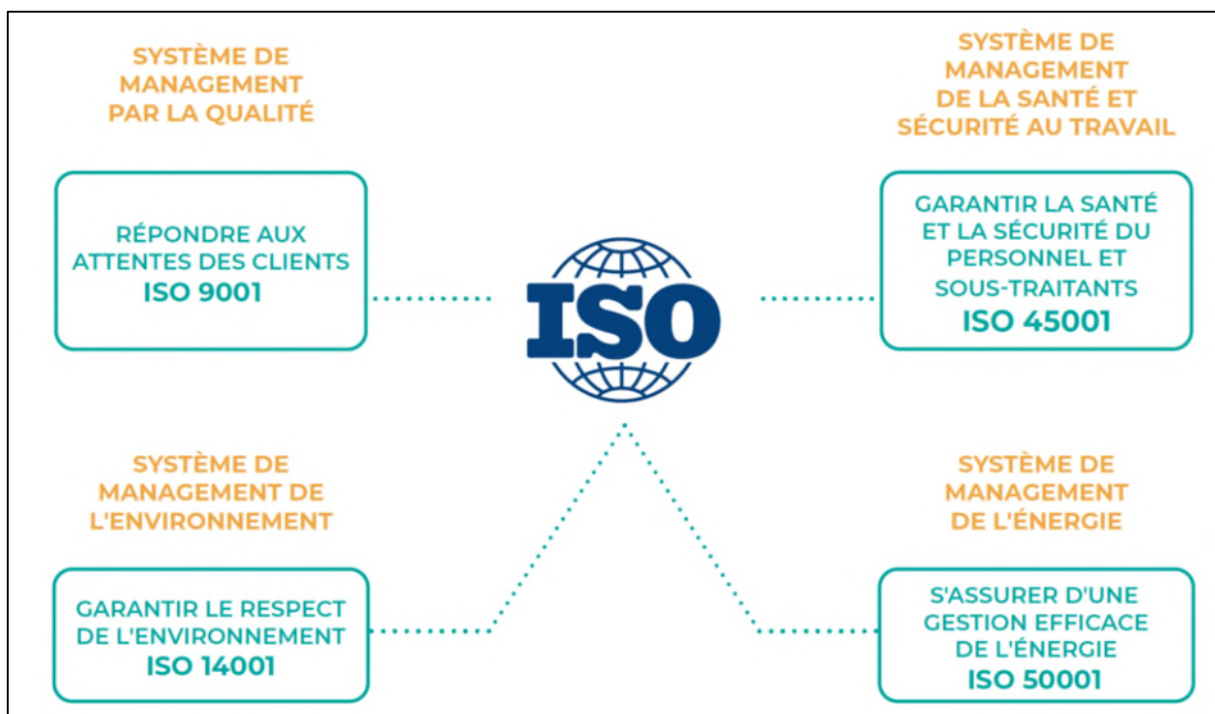 SYSTÈME DE
MANAGEMENT
PAR LA QUALITÉ
RÉPONDRE AUX
ATTENTES DES CLIENTS
ISO 9001
SYSTÈME DE
MANAGEMENT
DE LA SANTÉ ET
SÉCURITÉ AU TRAVAIL
GARANTIR LA SANTÉ
ET LA SÉCURITÉ DU
PERSONNEL ET
SOUS-TRAITANTS
ISO 45001
ISO
SYSTÈME DE
MANAGEMENT DE
L'ENVIRONNEMENT
GARANTIR LE RESPECT
DE L'ENVIRONNEMENT
ISO 14001
SYSTÈME DE
MANAGEMENT
DE L'ÉNERGIE
S'ASSURER D'UNE
GESTION EFFICACE
DE L'ÉNERGIE
ISO 50001